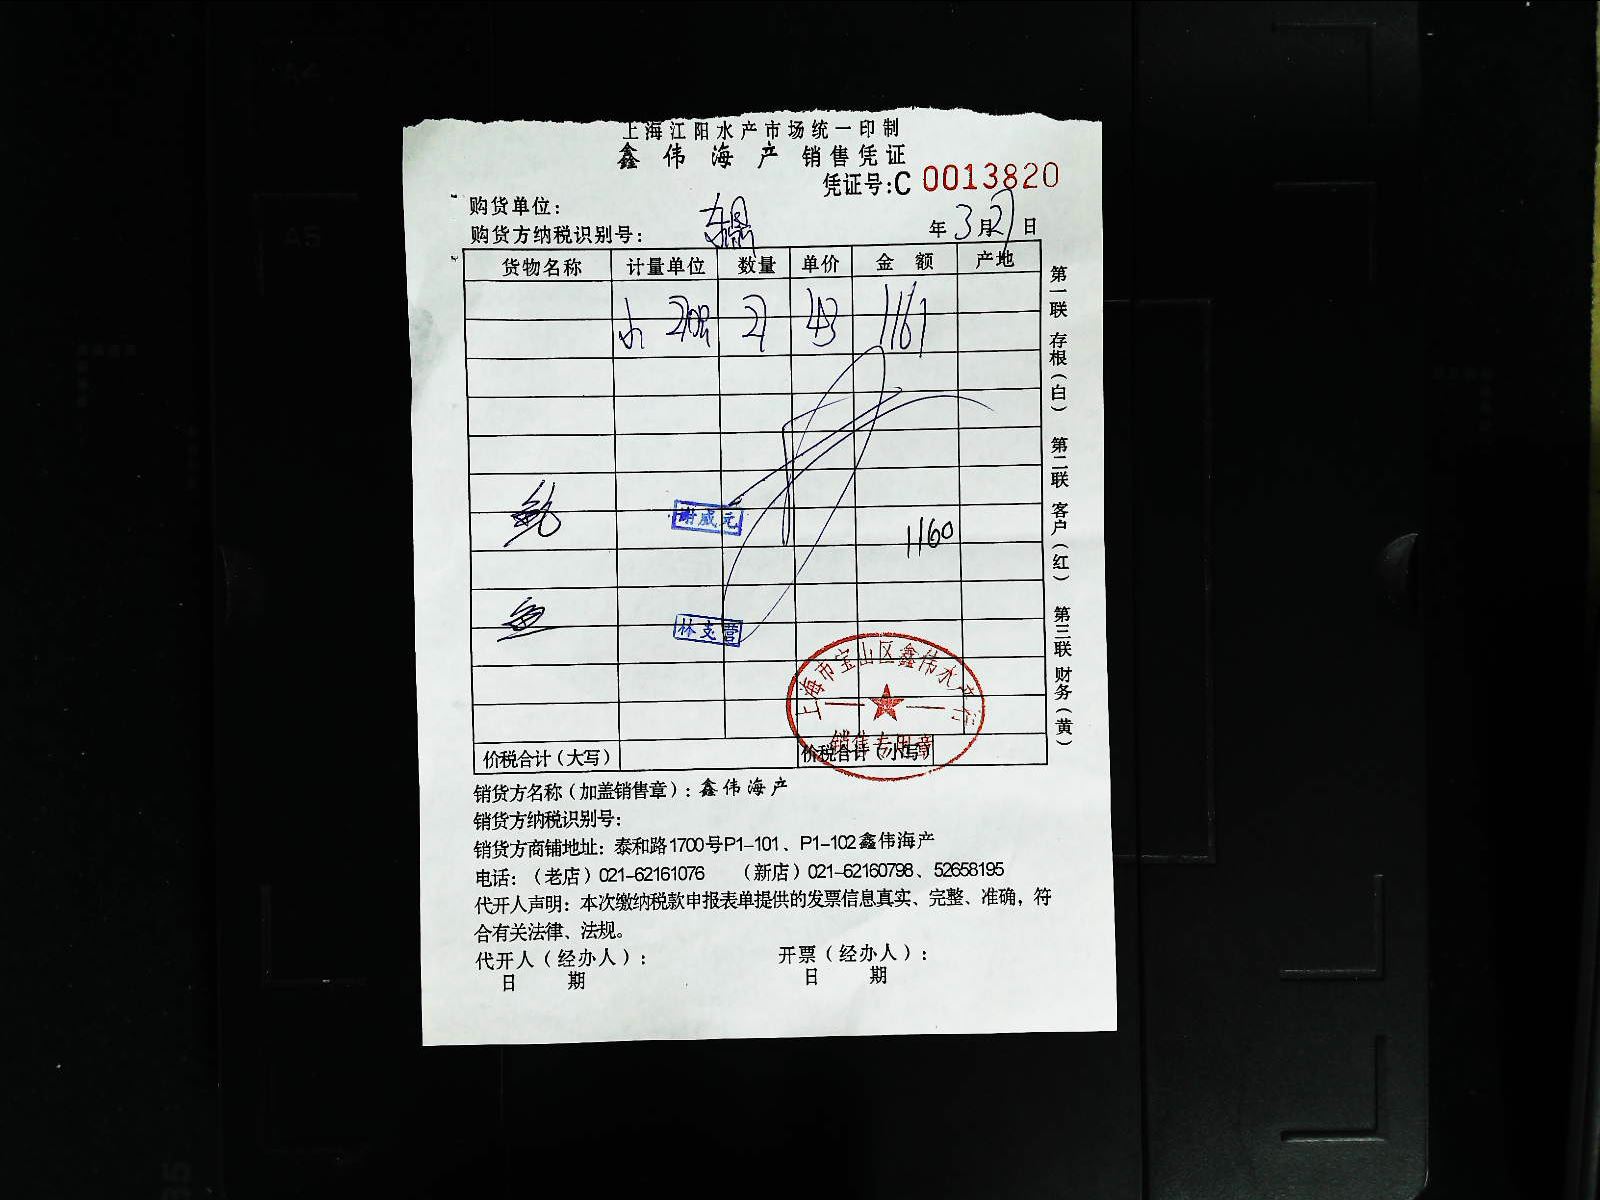 上海江阳水产市场统一印制
鑫伟海产销售凭证
凭证号:C 0013820
购货单位:
购货方纳税识别号:
年3月27日
货物名称 计量单位 数量 单价 金额 产地
27 43 1161
谢威元
1160
林支营
上海市宝山区鑫伟水产行
销售专用章
价税合计(大写) 价税合计(小写)
销货方名称(加盖销售章):鑫伟海产
销货方纳税识别号:
销货方商铺地址:泰和路1700号P1-101、P1-102鑫伟海产
电话:(老店)021-62161076 (新店)021-62160798、52658195
代开人声明:本次缴纳税款申报表单提供的发票信息真实、完整、准确,符
合有关法律、法规。
代开人(经办人): 开票(经办人):
日 期 日 期
第一联 存根(白) 第二联 客户(红) 第三联 财务(黄)
A4
A5